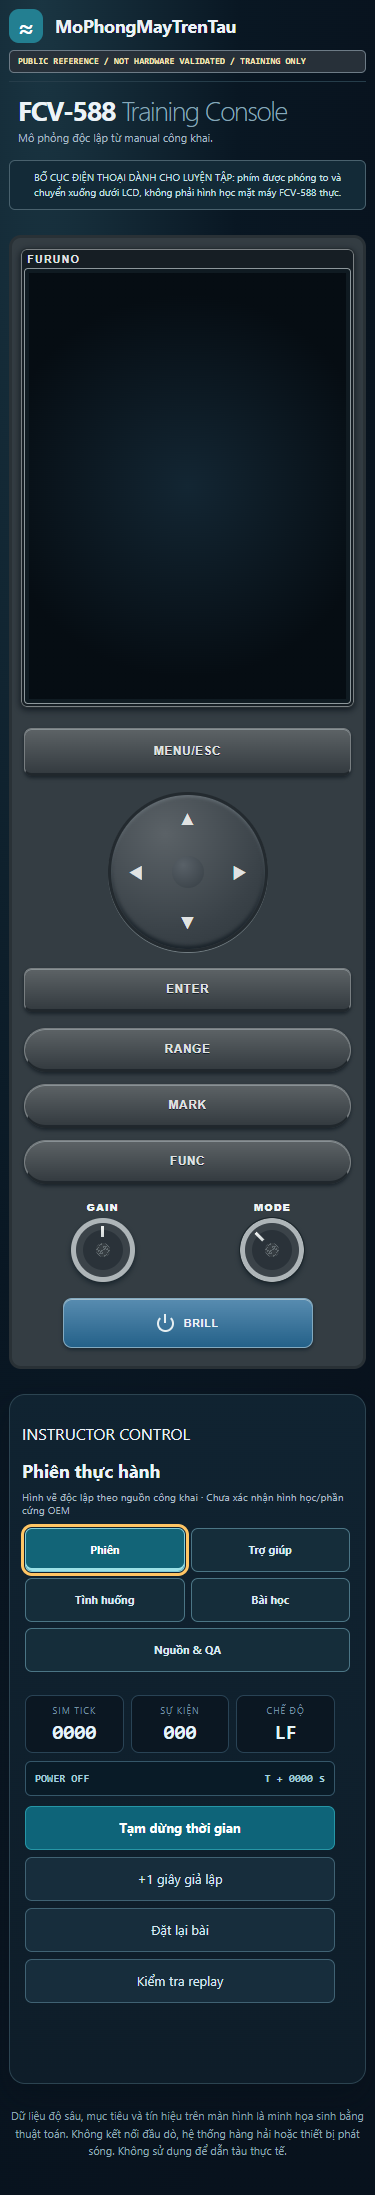 MoPhongMayTrenTau
PUBLIC REFERENCE / NOT HARDWARE VALIDATED / TRAINING ONLY
FCV-588 Training Console
Mô phỏng độc lập từ manual công khai.
BỐ CỤC ĐIỆN THOẠI DÀNH CHO LUYỆN TẬP: phím được phóng to và
chuyển xuống dưới LCD, không phải hình học mặt máy FCV-588 thực.
FURUNO
MENU/ESC
ENTER
RANGE
MARK
FUNC
GAIN MODE
BRILL
INSTRUCTOR CONTROL
Phiên thực hành
Hình vẽ độc lập theo nguồn công khai · Chưa xác nhận hình học/phần
cứng OEM
Phiên Trợ giúp
Tình huống Bài học
Nguồn & QA
SIM TICK SỰ KIỆN CHẾ ĐỘ
0000 000 LF
POWER OFF T + 0000 s
Tạm dừng thời gian
+1 giây giả lập
Đặt lại bài
Kiểm tra replay
Dữ liệu độ sâu, mục tiêu và tín hiệu trên màn hình là minh họa sinh bằng
thuật toán. Không kết nối đầu dò, hệ thống hàng hải hoặc thiết bị phát
sóng. Không sử dụng để dẫn tàu thực tế.